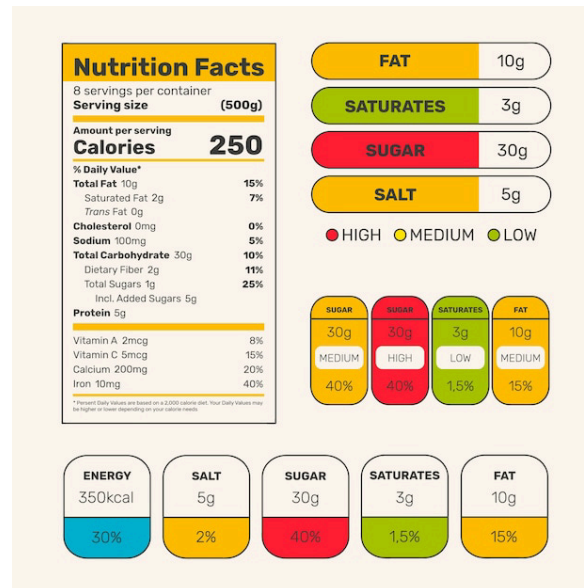 Nutrition Facts
8 servings per container
Serving size (500g)
Amount per serving
Calories 250
% Daily Value*
Total Fat 10g 15%
Saturated Fat 2g 7%
Trans Fat 0g
Cholesterol 0mg 0%
Sodium 100mg 5%
Total Carbohydrate 30g 10%
Dietary Fiber 2g 11%
Total Sugars 1g 25%
Incl. Added Sugars 5g
Protein 5g
Vitamin A 2mcg 8%
Vitamin C 5mcg 15%
Calcium 200mg 20%
Iron 10mg 40%
* Percent Daily Values are based on a 2,000 calorie diet. Your Daily Values may
be higher or lower depending on your calorie needs.
FAT 10g
SATURATES 3g
SUGAR 30g
SALT 5g
HIGH MEDIUM LOW
SUGAR SUGAR SATURATES FAT
30g 30g 3g 10g
MEDIUM HIGH LOW MEDIUM
40% 40% 1,5% 15%
ENERGY SALT SUGAR SATURATES FAT
350kcal 5g 30g 3g 10g
30% 2% 40% 1,5% 15%